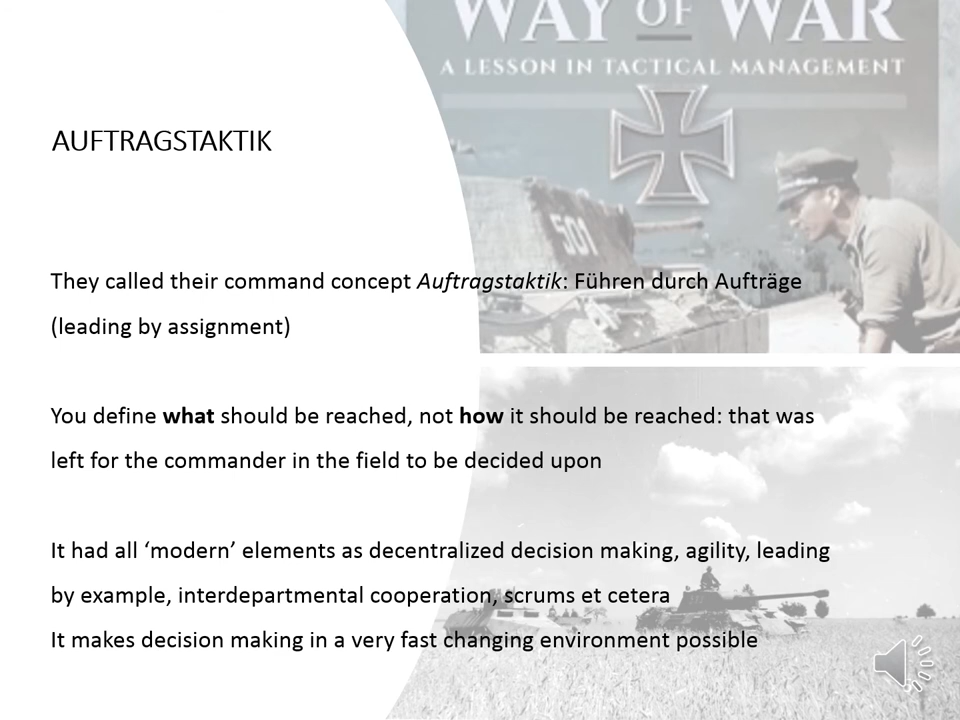 WAY OF WAR
A LESSON IN TACTICAL MANAGEMENT
AUFTRAGSTAKTIK
501
They called their command concept Auftragstaktik: Führen durch Aufträge
(leading by assignment)
You define what should be reached, not how it should be reached: that was
left for the commander in the field to be decided upon
It had all ‘modern’ elements as decentralized decision making, agility, leading
by example, interdepartmental cooperation, scrums et cetera
It makes decision making in a very fast changing environment possible